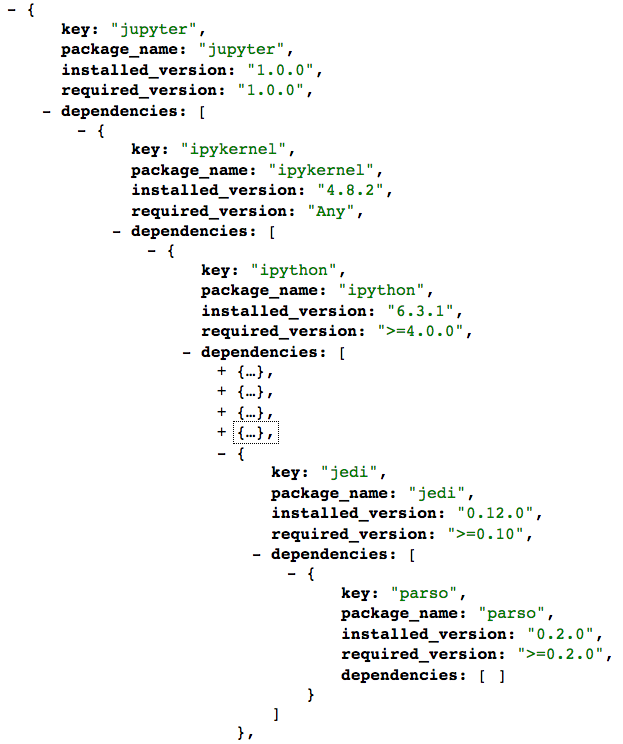 - {
key: "jupyter",
package_name: "jupyter",
installed_version: "1.0.0",
required_version: "1.0.0",
- dependencies: [
- {
key: "ipykernel",
package_name: "ipykernel",
installed_version: "4.8.2",
required_version: "Any",
- dependencies: [
- {
key: "ipython",
package_name: "ipython",
installed_version: "6.3.1",
required_version: ">=4.0.0",
- dependencies: [
+ {…},
+ {…},
+ {…},
+ {…},
- {
key: "jedi",
package_name: "jedi",
installed_version: "0.12.0",
required_version: ">=0.10",
- dependencies: [
- {
key: "parso",
package_name: "parso",
installed_version: "0.2.0",
required_version: ">=0.2.0",
dependencies: [ ]
}
]
},